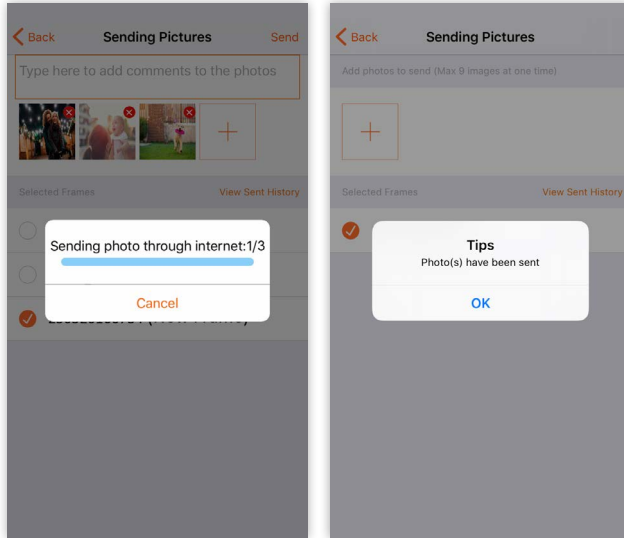 Back Sending Pictures Send
Type here to add comments to the photos
Selected Frames View Sent History
Sending photo through internet:1/3
Cancel
Back Sending Pictures
Add photos to send (Max 9 images at one time)
Selected Frames View Sent History
Tips
Photo(s) have been sent
OK